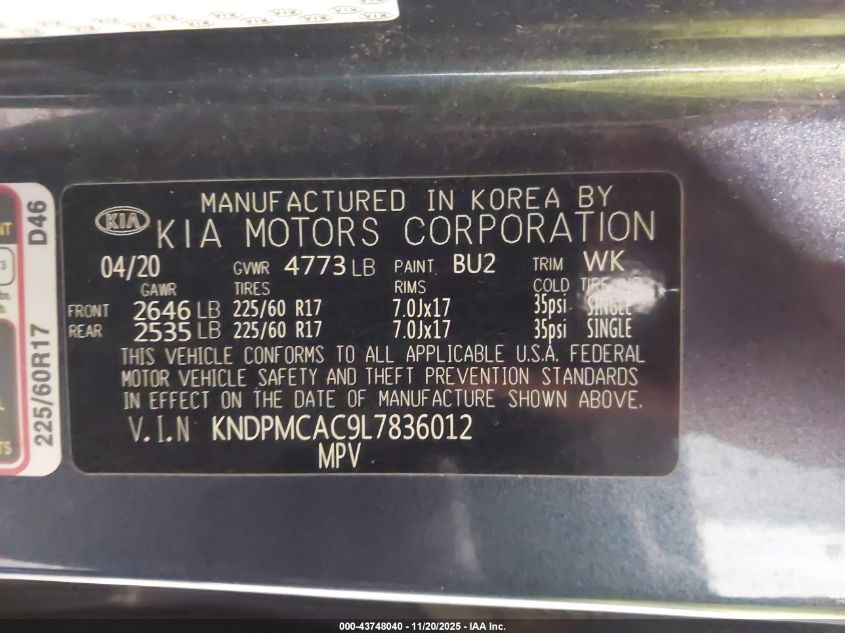 MANUFACTURED IN KOREA BY
KIA KIA MOTORS CORPORATION
04/20 GVWR 4773 LB PAINT BU2 TRIM WK
GAWR TIRES RIMS COLD TIRE
FRONT 2646 LB 225/60 R17 7.0Jx17 35psi SINGLE
REAR 2535 LB 225/60 R17 7.0Jx17 35psi SINGLE
THIS VEHICLE CONFORMS TO ALL APPLICABLE U.S.A. FEDERAL
MOTOR VEHICLE SAFETY AND THEFT PREVENTION STANDARDS
IN EFFECT ON THE DATE OF MANUFACTURE SHOWN ABOVE.
V.I.N KNDPMCAC9L7836012
MPV
225/60R17 D46
000-43748040 - 11/20/2025 - IAA Inc.